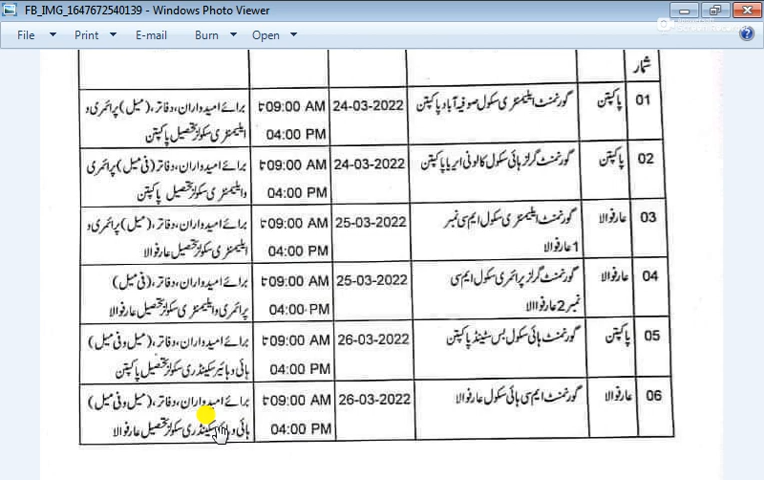 FB_IMG_1647672540139 - Windows Photo Viewer
File Print E-mail Burn Open
شمار
01 پاکپتن گورنمنٹ ایلیمنٹری سکول صوفیہ آباد پاکپتن 24-03-2022 09:00 AM تا برائے امیدواران، دفاتر، (میل) پرائمری و
04:00 PM ایلیمنٹری سکولز تحصیل پاکپتن
02 پاکپتن گورنمنٹ گرلز ہائی سکول کالونی ایریا پاکپتن 24-03-2022 09:00 AM تا برائے امیدواران، دفاتر، (فی میل) پرائمری
04:00 PM و ایلیمنٹری سکولز تحصیل پاکپتن
03 عارفوالا گورنمنٹ ایلیمنٹری سکول ایم سی نمبر 25-03-2022 09:00 AM تا برائے امیدواران، دفاتر، (میل) پرائمری و
1 عارفوالا 04:00 PM ایلیمنٹری سکولز تحصیل عارفوالا
04 عارفوالا گورنمنٹ گرلز پرائمری سکول ایم سی 25-03-2022 09:00 AM تا برائے امیدواران، دفاتر، (فی میل)
نمبر 2 عارفوالا 04:00 PM پرائمری و ایلیمنٹری سکولز تحصیل عارفوالا
05 پاکپتن گورنمنٹ ہائی سکول بس سٹینڈ پاکپتن 26-03-2022 09:00 AM تا برائے امیدواران، دفاتر، (میل و فی میل)
04:00 PM ہائی و ہائیر سکینڈری سکولز تحصیل پاکپتن
06 عارفوالا گورنمنٹ ایم سی ہائی سکول عارفوالا 26-03-2022 09:00 AM تا برائے امیدواران، دفاتر، (میل و فی میل)
04:00 PM ہائی و سکینڈری سکولز تحصیل عارفوالا